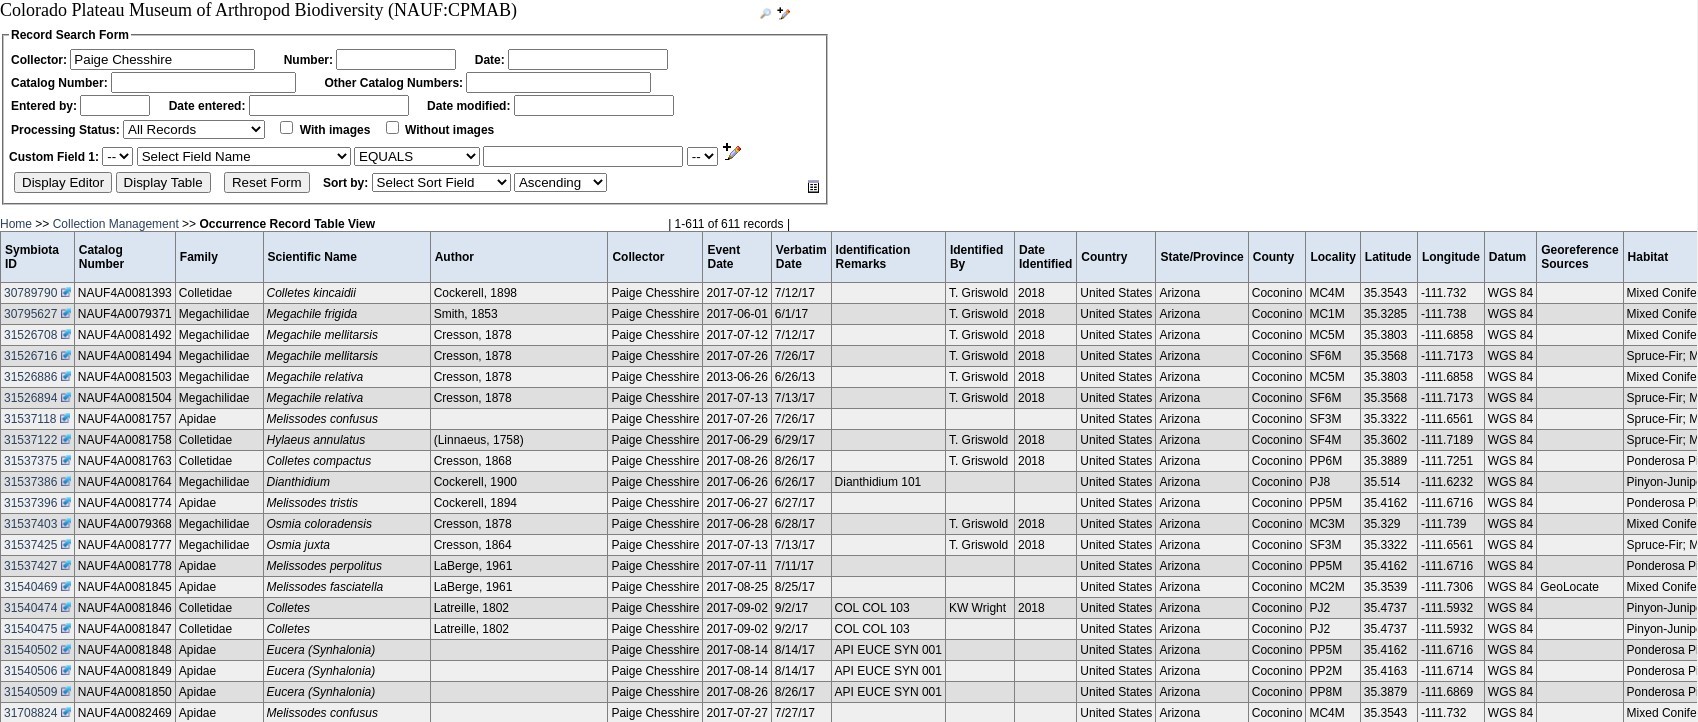 Colorado Plateau Museum of Arthropod Biodiversity (NAUF:CPMAB)
Record Search Form
Collector: Paige Chesshire Number: Date:
Catalog Number: Other Catalog Numbers:
Entered by: Date entered: Date modified:
Processing Status: All Records With images Without images
Custom Field 1: -- Select Field Name EQUALS --
Display Editor Display Table Reset Form Sort by: Select Sort Field Ascending
Home >> Collection Management >> Occurrence Record Table View | 1-611 of 611 records |
Symbiota ID Catalog Number Family Scientific Name Author Collector Event Date Verbatim Date Identification Remarks Identified By Date Identified Country State/Province County Locality Latitude Longitude Datum Georeference Sources Habitat
30789790 NAUF4A0081393 Colletidae Colletes kincaidii Cockerell, 1898 Paige Chesshire 2017-07-12 7/12/17 T. Griswold 2018 United States Arizona Coconino MC4M 35.3543 -111.732 WGS 84 Mixed Conife
30795627 NAUF4A0079371 Megachilidae Megachile frigida Smith, 1853 Paige Chesshire 2017-06-01 6/1/17 T. Griswold 2018 United States Arizona Coconino MC1M 35.3285 -111.738 WGS 84 Mixed Conife
31526708 NAUF4A0081492 Megachilidae Megachile mellitarsis Cresson, 1878 Paige Chesshire 2017-07-12 7/12/17 T. Griswold 2018 United States Arizona Coconino MC5M 35.3803 -111.6858 WGS 84 Mixed Conife
31526716 NAUF4A0081494 Megachilidae Megachile mellitarsis Cresson, 1878 Paige Chesshire 2017-07-26 7/26/17 T. Griswold 2018 United States Arizona Coconino SF6M 35.3568 -111.7173 WGS 84 Spruce-Fir; M
31526886 NAUF4A0081503 Megachilidae Megachile relativa Cresson, 1878 Paige Chesshire 2013-06-26 6/26/13 T. Griswold 2018 United States Arizona Coconino MC5M 35.3803 -111.6858 WGS 84 Mixed Conife
31526894 NAUF4A0081504 Megachilidae Megachile relativa Cresson, 1878 Paige Chesshire 2017-07-13 7/13/17 T. Griswold 2018 United States Arizona Coconino SF6M 35.3568 -111.7173 WGS 84 Spruce-Fir; M
31537118 NAUF4A0081757 Apidae Melissodes confusus Paige Chesshire 2017-07-26 7/26/17 United States Arizona Coconino SF3M 35.3322 -111.6561 WGS 84 Spruce-Fir; M
31537122 NAUF4A0081758 Colletidae Hylaeus annulatus (Linnaeus, 1758) Paige Chesshire 2017-06-29 6/29/17 T. Griswold 2018 United States Arizona Coconino SF4M 35.3602 -111.7189 WGS 84 Spruce-Fir; M
31537375 NAUF4A0081763 Colletidae Colletes compactus Cresson, 1868 Paige Chesshire 2017-08-26 8/26/17 T. Griswold 2018 United States Arizona Coconino PP6M 35.3889 -111.7251 WGS 84 Ponderosa P
31537386 NAUF4A0081764 Megachilidae Dianthidium Cockerell, 1900 Paige Chesshire 2017-06-26 6/26/17 Dianthidium 101 United States Arizona Coconino PJ8 35.514 -111.6232 WGS 84 Pinyon-Junip
31537396 NAUF4A0081774 Apidae Melissodes tristis Cockerell, 1894 Paige Chesshire 2017-06-27 6/27/17 United States Arizona Coconino PP5M 35.4162 -111.6716 WGS 84 Ponderosa P
31537403 NAUF4A0079368 Megachilidae Osmia coloradensis Cresson, 1878 Paige Chesshire 2017-06-28 6/28/17 T. Griswold 2018 United States Arizona Coconino MC3M 35.329 -111.739 WGS 84 Mixed Conife
31537425 NAUF4A0081777 Megachilidae Osmia juxta Cresson, 1864 Paige Chesshire 2017-07-13 7/13/17 T. Griswold 2018 United States Arizona Coconino SF3M 35.3322 -111.6561 WGS 84 Spruce-Fir; M
31537427 NAUF4A0081778 Apidae Melissodes perpolitus LaBerge, 1961 Paige Chesshire 2017-07-11 7/11/17 United States Arizona Coconino PP5M 35.4162 -111.6716 WGS 84 Ponderosa P
31540469 NAUF4A0081845 Apidae Melissodes fasciatella LaBerge, 1961 Paige Chesshire 2017-08-25 8/25/17 United States Arizona Coconino MC2M 35.3539 -111.7306 WGS 84 GeoLocate Mixed Conife
31540474 NAUF4A0081846 Colletidae Colletes Latreille, 1802 Paige Chesshire 2017-09-02 9/2/17 COL COL 103 KW Wright 2018 United States Arizona Coconino PJ2 35.4737 -111.5932 WGS 84 Pinyon-Junip
31540475 NAUF4A0081847 Colletidae Colletes Latreille, 1802 Paige Chesshire 2017-09-02 9/2/17 COL COL 103 United States Arizona Coconino PJ2 35.4737 -111.5932 WGS 84 Pinyon-Junip
31540502 NAUF4A0081848 Apidae Eucera (Synhalonia) Paige Chesshire 2017-08-14 8/14/17 API EUCE SYN 001 United States Arizona Coconino PP5M 35.4162 -111.6716 WGS 84 Ponderosa P
31540506 NAUF4A0081849 Apidae Eucera (Synhalonia) Paige Chesshire 2017-08-14 8/14/17 API EUCE SYN 001 United States Arizona Coconino PP2M 35.4163 -111.6714 WGS 84 Ponderosa P
31540509 NAUF4A0081850 Apidae Eucera (Synhalonia) Paige Chesshire 2017-08-26 8/26/17 API EUCE SYN 001 United States Arizona Coconino PP8M 35.3879 -111.6869 WGS 84 Ponderosa P
31708824 NAUF4A0082469 Apidae Melissodes confusus Paige Chesshire 2017-07-27 7/27/17 United States Arizona Coconino MC4M 35.3543 -111.732 WGS 84 Mixed Conife